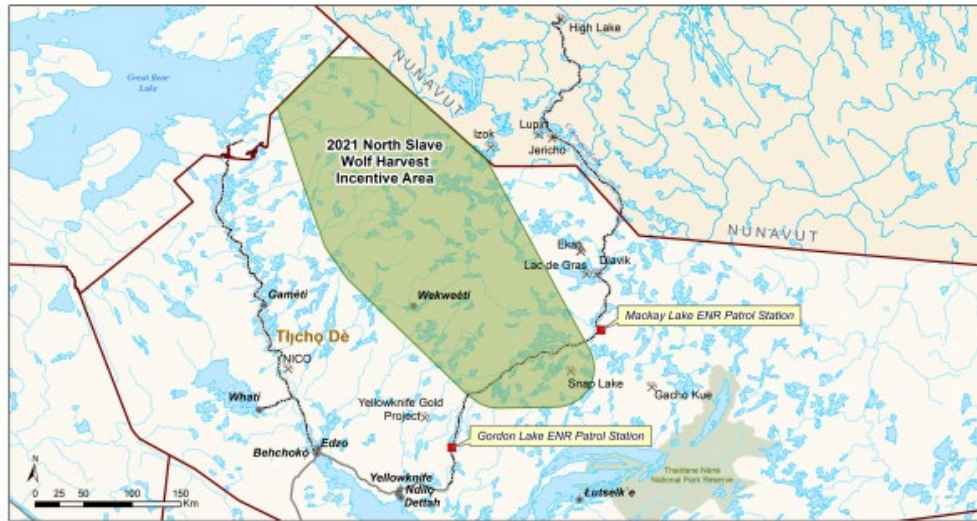 High Lake
Great Bear
Lake
NUNAVUT
Lupin
Izok
Jericho
2021 North Slave
Wolf Harvest
Incentive Area
NUNAVUT
Ekati
Lac de Gras
Diavik
Gamètì
Wekweètì
Mackay Lake ENR Patrol Station
Tłı̨chǫ Dè
NICO
Snap Lake
Gacho Kue
Whatì
Yellowknife Gold
Project
Edzo
Behchokǫ̀
Gordon Lake ENR Patrol Station
Thaidene Nëné
National Park Reserve
Yellowknife
Ndilǫ
Dettah
Łutselk'e
N
0 25 50 100 150
Km